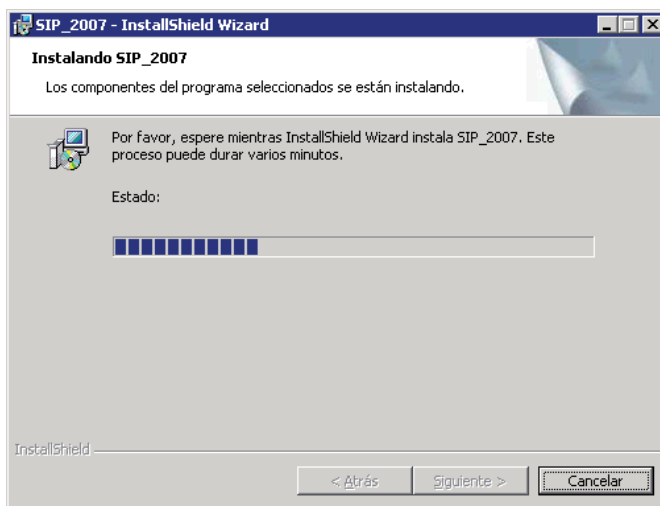 SIP_2007 - InstallShield Wizard
Instalando SIP_2007
Los componentes del programa seleccionados se están instalando.
Por favor, espere mientras InstallShield Wizard instala SIP_2007. Este
proceso puede durar varios minutos.
Estado:
InstallShield
< Atrás
Siguiente >
Cancelar